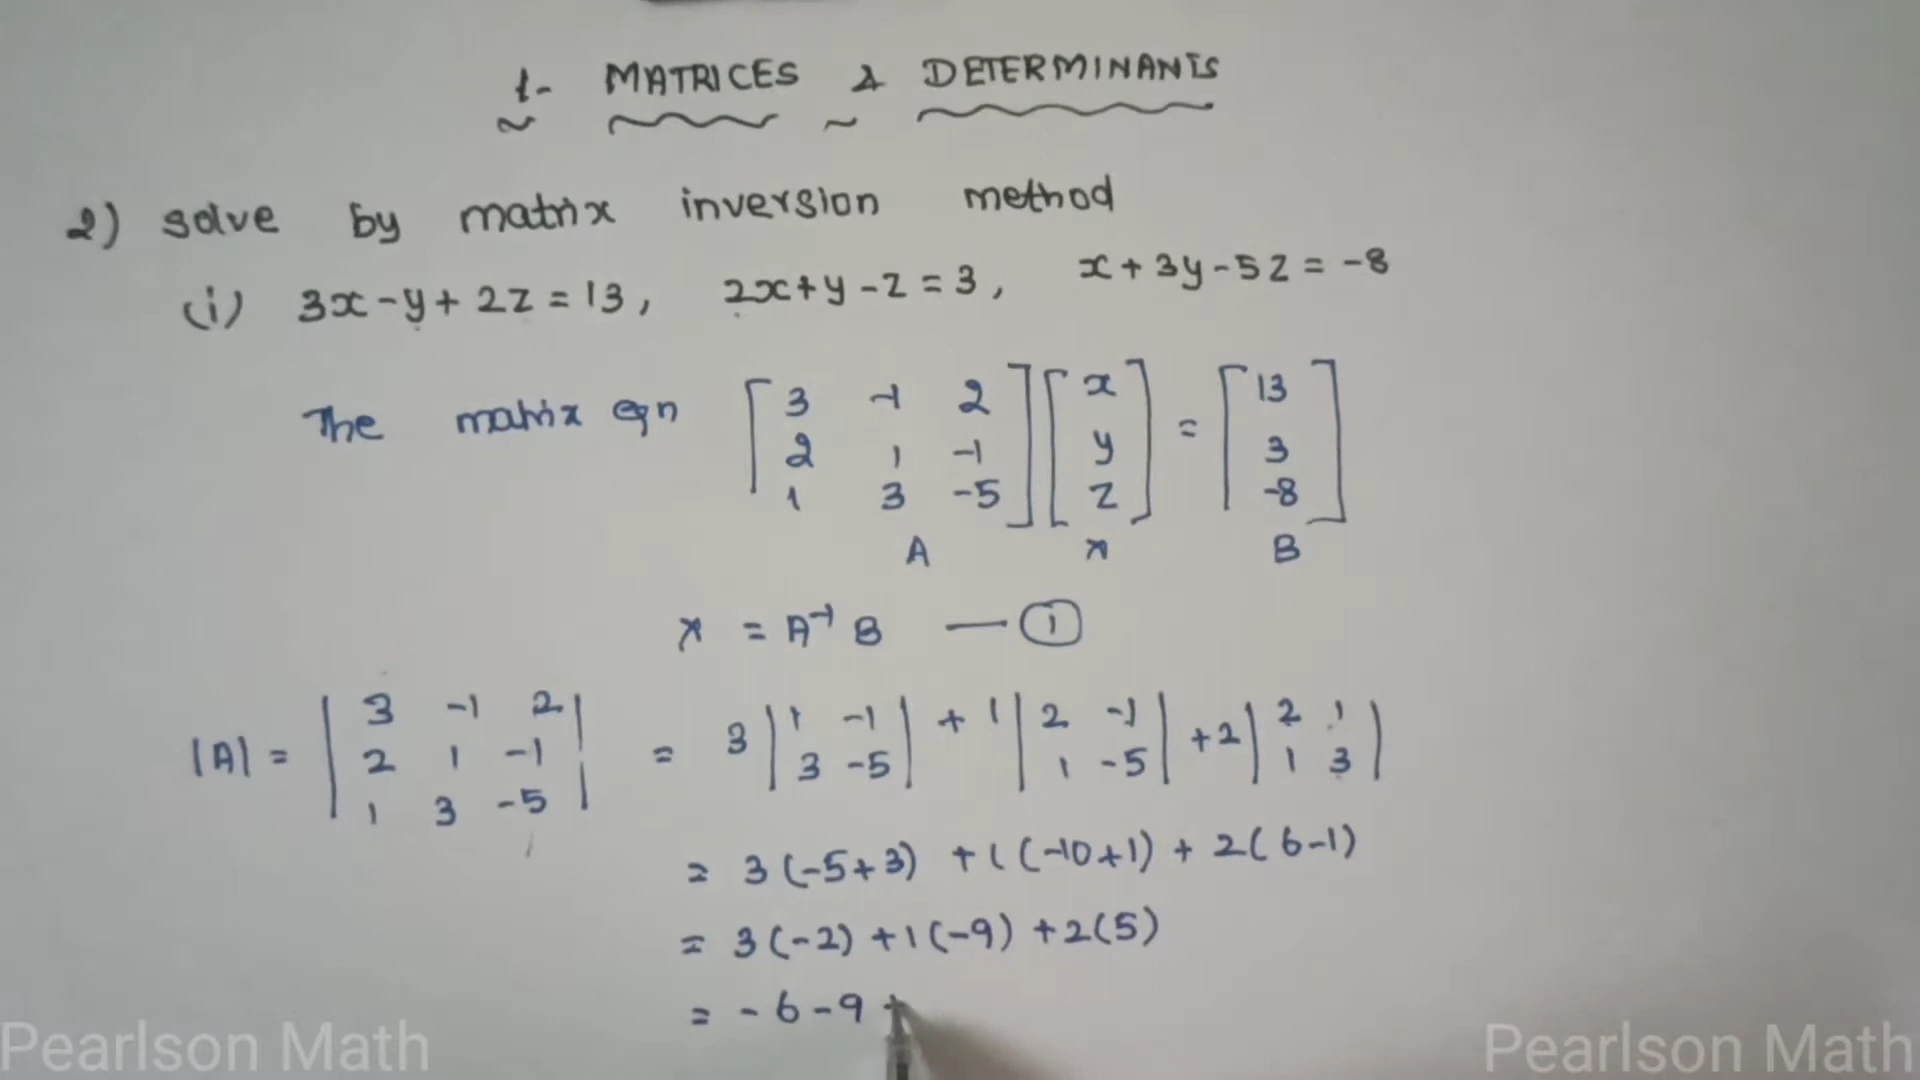 1- MATRICES & DETERMINANTS
2) solve by matrix inversion method
(i) 3x-y+2z=13, 2x+y-z=3, x+3y-5z=-8
The matrix eqn [3 -1 2; 2 1 -1; 1 3 -5] [x; y; z] = [13; 3; -8]
A X B
X = A⁻¹ B — ①
|A| = |3 -1 2; 2 1 -1; 1 3 -5| = 3|1 -1; 3 -5| + 1|2 -1; 1 -5| +2|2 1; 1 3|
= 3(-5+3) +1(-10+1) + 2(6-1)
= 3(-2) +1(-9) +2(5)
= -6-9+
Pearlson Math
Pearlson Math